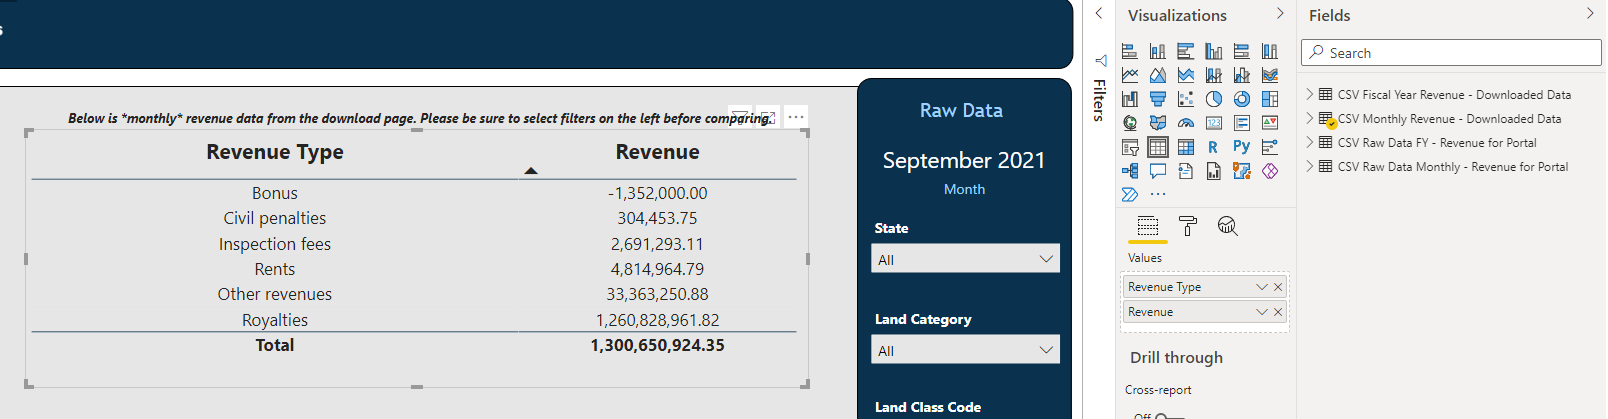 s
Below is *monthly* revenue data from the download page. Please be sure to select filters on the left before comparing.
Revenue Type Revenue
Bonus -1,352,000.00
Civil penalties 304,453.75
Inspection fees 2,691,293.11
Rents 4,814,964.79
Other revenues 33,363,250.88
Royalties 1,260,828,961.82
Total 1,300,650,924.35
Raw Data
September 2021
Month
State
All
Land Category
All
Land Class Code
Filters
Visualizations
123
R
Py
Values
Revenue Type
Revenue
Drill through
Cross-report
Off
Fields
Search
CSV Fiscal Year Revenue - Downloaded Data
CSV Monthly Revenue - Downloaded Data
CSV Raw Data FY - Revenue for Portal
CSV Raw Data Monthly - Revenue for Portal